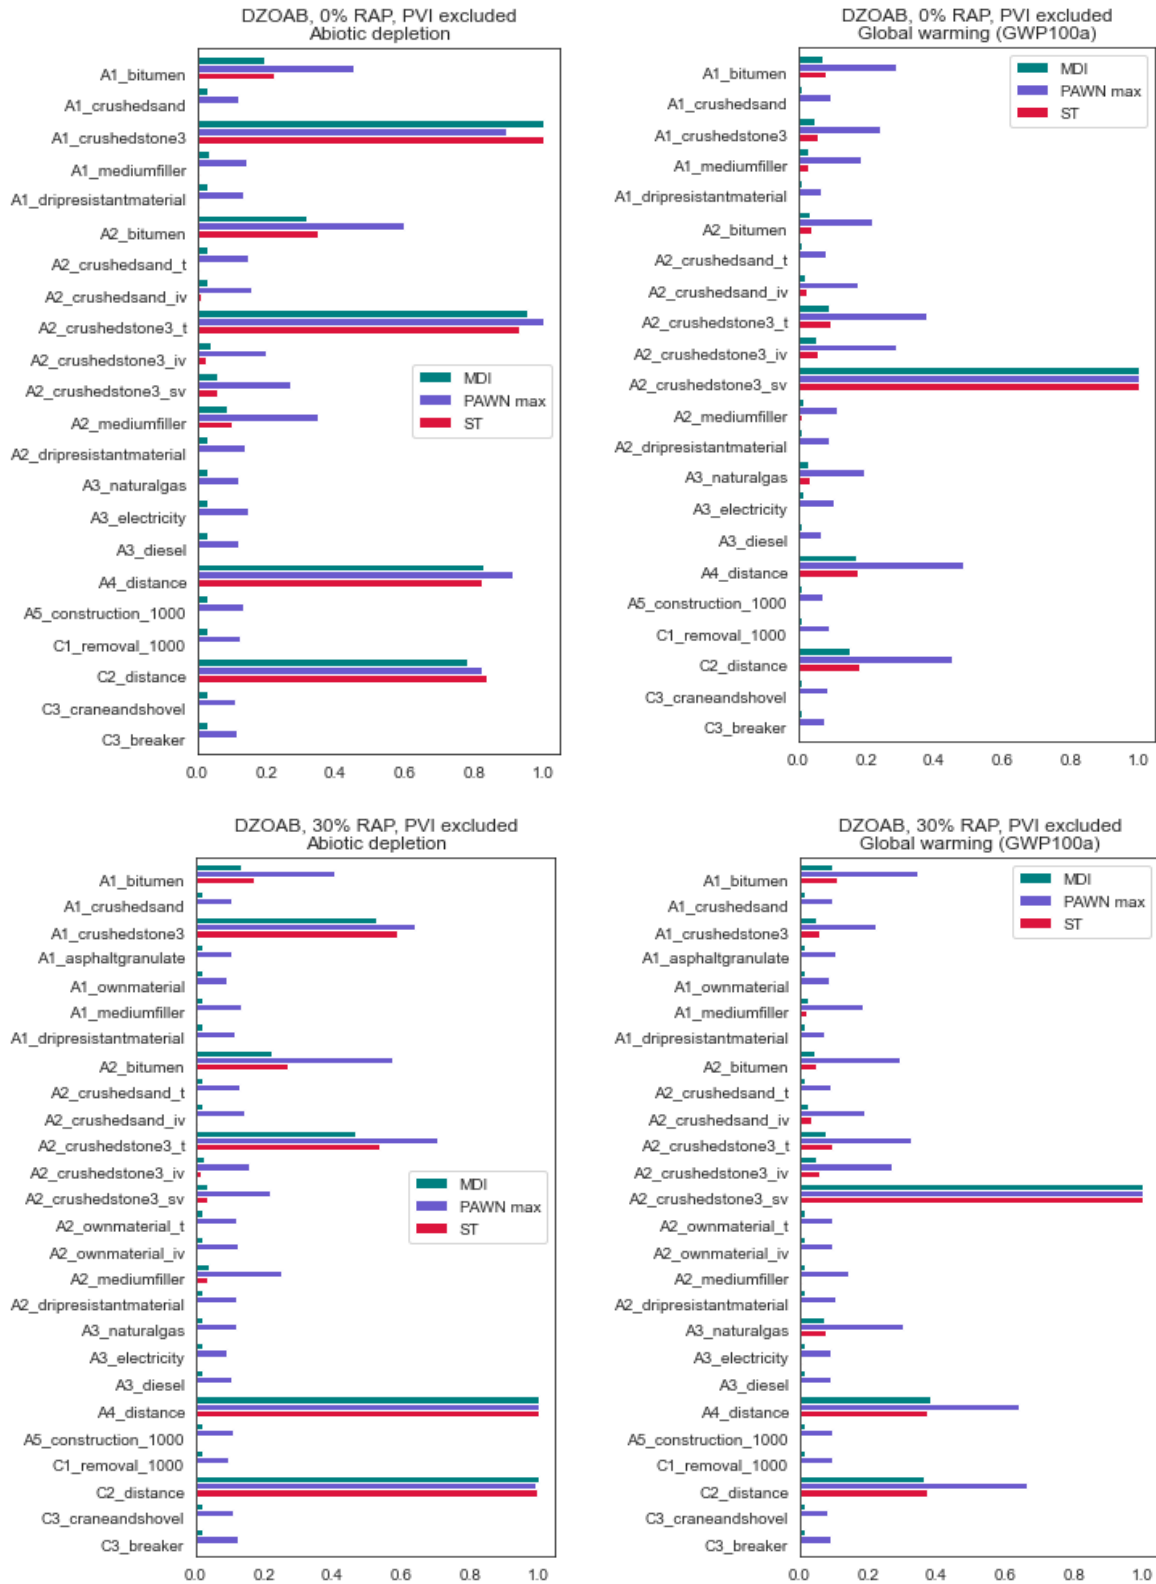 DZOAB, 0% RAP, PVI excluded
Abiotic depletion
A1_bitumen
A1_crushedsand
A1_crushedstone3
A1_mediumfiller
A1_dripresistantmaterial
A2_bitumen
A2_crushedsand_t
A2_crushedsand_iv
A2_crushedstone3_t
A2_crushedstone3_iv
A2_crushedstone3_sv
A2_mediumfiller
A2_dripresistantmaterial
A3_naturalgas
A3_electricity
A3_diesel
A4_distance
A5_construction_1000
C1_removal_1000
C2_distance
C3_craneandshovel
C3_breaker
MDI
PAWN max
ST
0.0 0.2 0.4 0.6 0.8 1.0
DZOAB, 0% RAP, PVI excluded
Global warming (GWP100a)
A1_bitumen
A1_crushedsand
A1_crushedstone3
A1_mediumfiller
A1_dripresistantmaterial
A2_bitumen
A2_crushedsand_t
A2_crushedsand_iv
A2_crushedstone3_t
A2_crushedstone3_iv
A2_crushedstone3_sv
A2_mediumfiller
A2_dripresistantmaterial
A3_naturalgas
A3_electricity
A3_diesel
A4_distance
A5_construction_1000
C1_removal_1000
C2_distance
C3_craneandshovel
C3_breaker
MDI
PAWN max
ST
0.0 0.2 0.4 0.6 0.8 1.0
DZOAB, 30% RAP, PVI excluded
Abiotic depletion
A1_bitumen
A1_crushedsand
A1_crushedstone3
A1_asphaltgranulate
A1_ownmaterial
A1_mediumfiller
A1_dripresistantmaterial
A2_bitumen
A2_crushedsand_t
A2_crushedsand_iv
A2_crushedstone3_t
A2_crushedstone3_iv
A2_crushedstone3_sv
A2_ownmaterial_t
A2_ownmaterial_iv
A2_mediumfiller
A2_dripresistantmaterial
A3_naturalgas
A3_electricity
A3_diesel
A4_distance
A5_construction_1000
C1_removal_1000
C2_distance
C3_craneandshovel
C3_breaker
MDI
PAWN max
ST
0.0 0.2 0.4 0.6 0.8 1.0
DZOAB, 30% RAP, PVI excluded
Global warming (GWP100a)
A1_bitumen
A1_crushedsand
A1_crushedstone3
A1_asphaltgranulate
A1_ownmaterial
A1_mediumfiller
A1_dripresistantmaterial
A2_bitumen
A2_crushedsand_t
A2_crushedsand_iv
A2_crushedstone3_t
A2_crushedstone3_iv
A2_crushedstone3_sv
A2_ownmaterial_t
A2_ownmaterial_iv
A2_mediumfiller
A2_dripresistantmaterial
A3_naturalgas
A3_electricity
A3_diesel
A4_distance
A5_construction_1000
C1_removal_1000
C2_distance
C3_craneandshovel
C3_breaker
MDI
PAWN max
ST
0.0 0.2 0.4 0.6 0.8 1.0